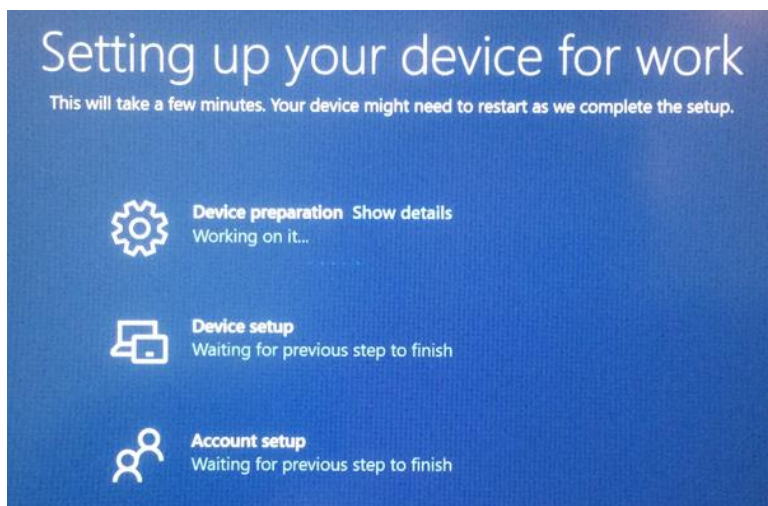 Setting up your device for work
This will take a few minutes. Your device might need to restart as we complete the setup.
Device preparation Show details
Working on it...
Device setup
Waiting for previous step to finish
Account setup
Waiting for previous step to finish